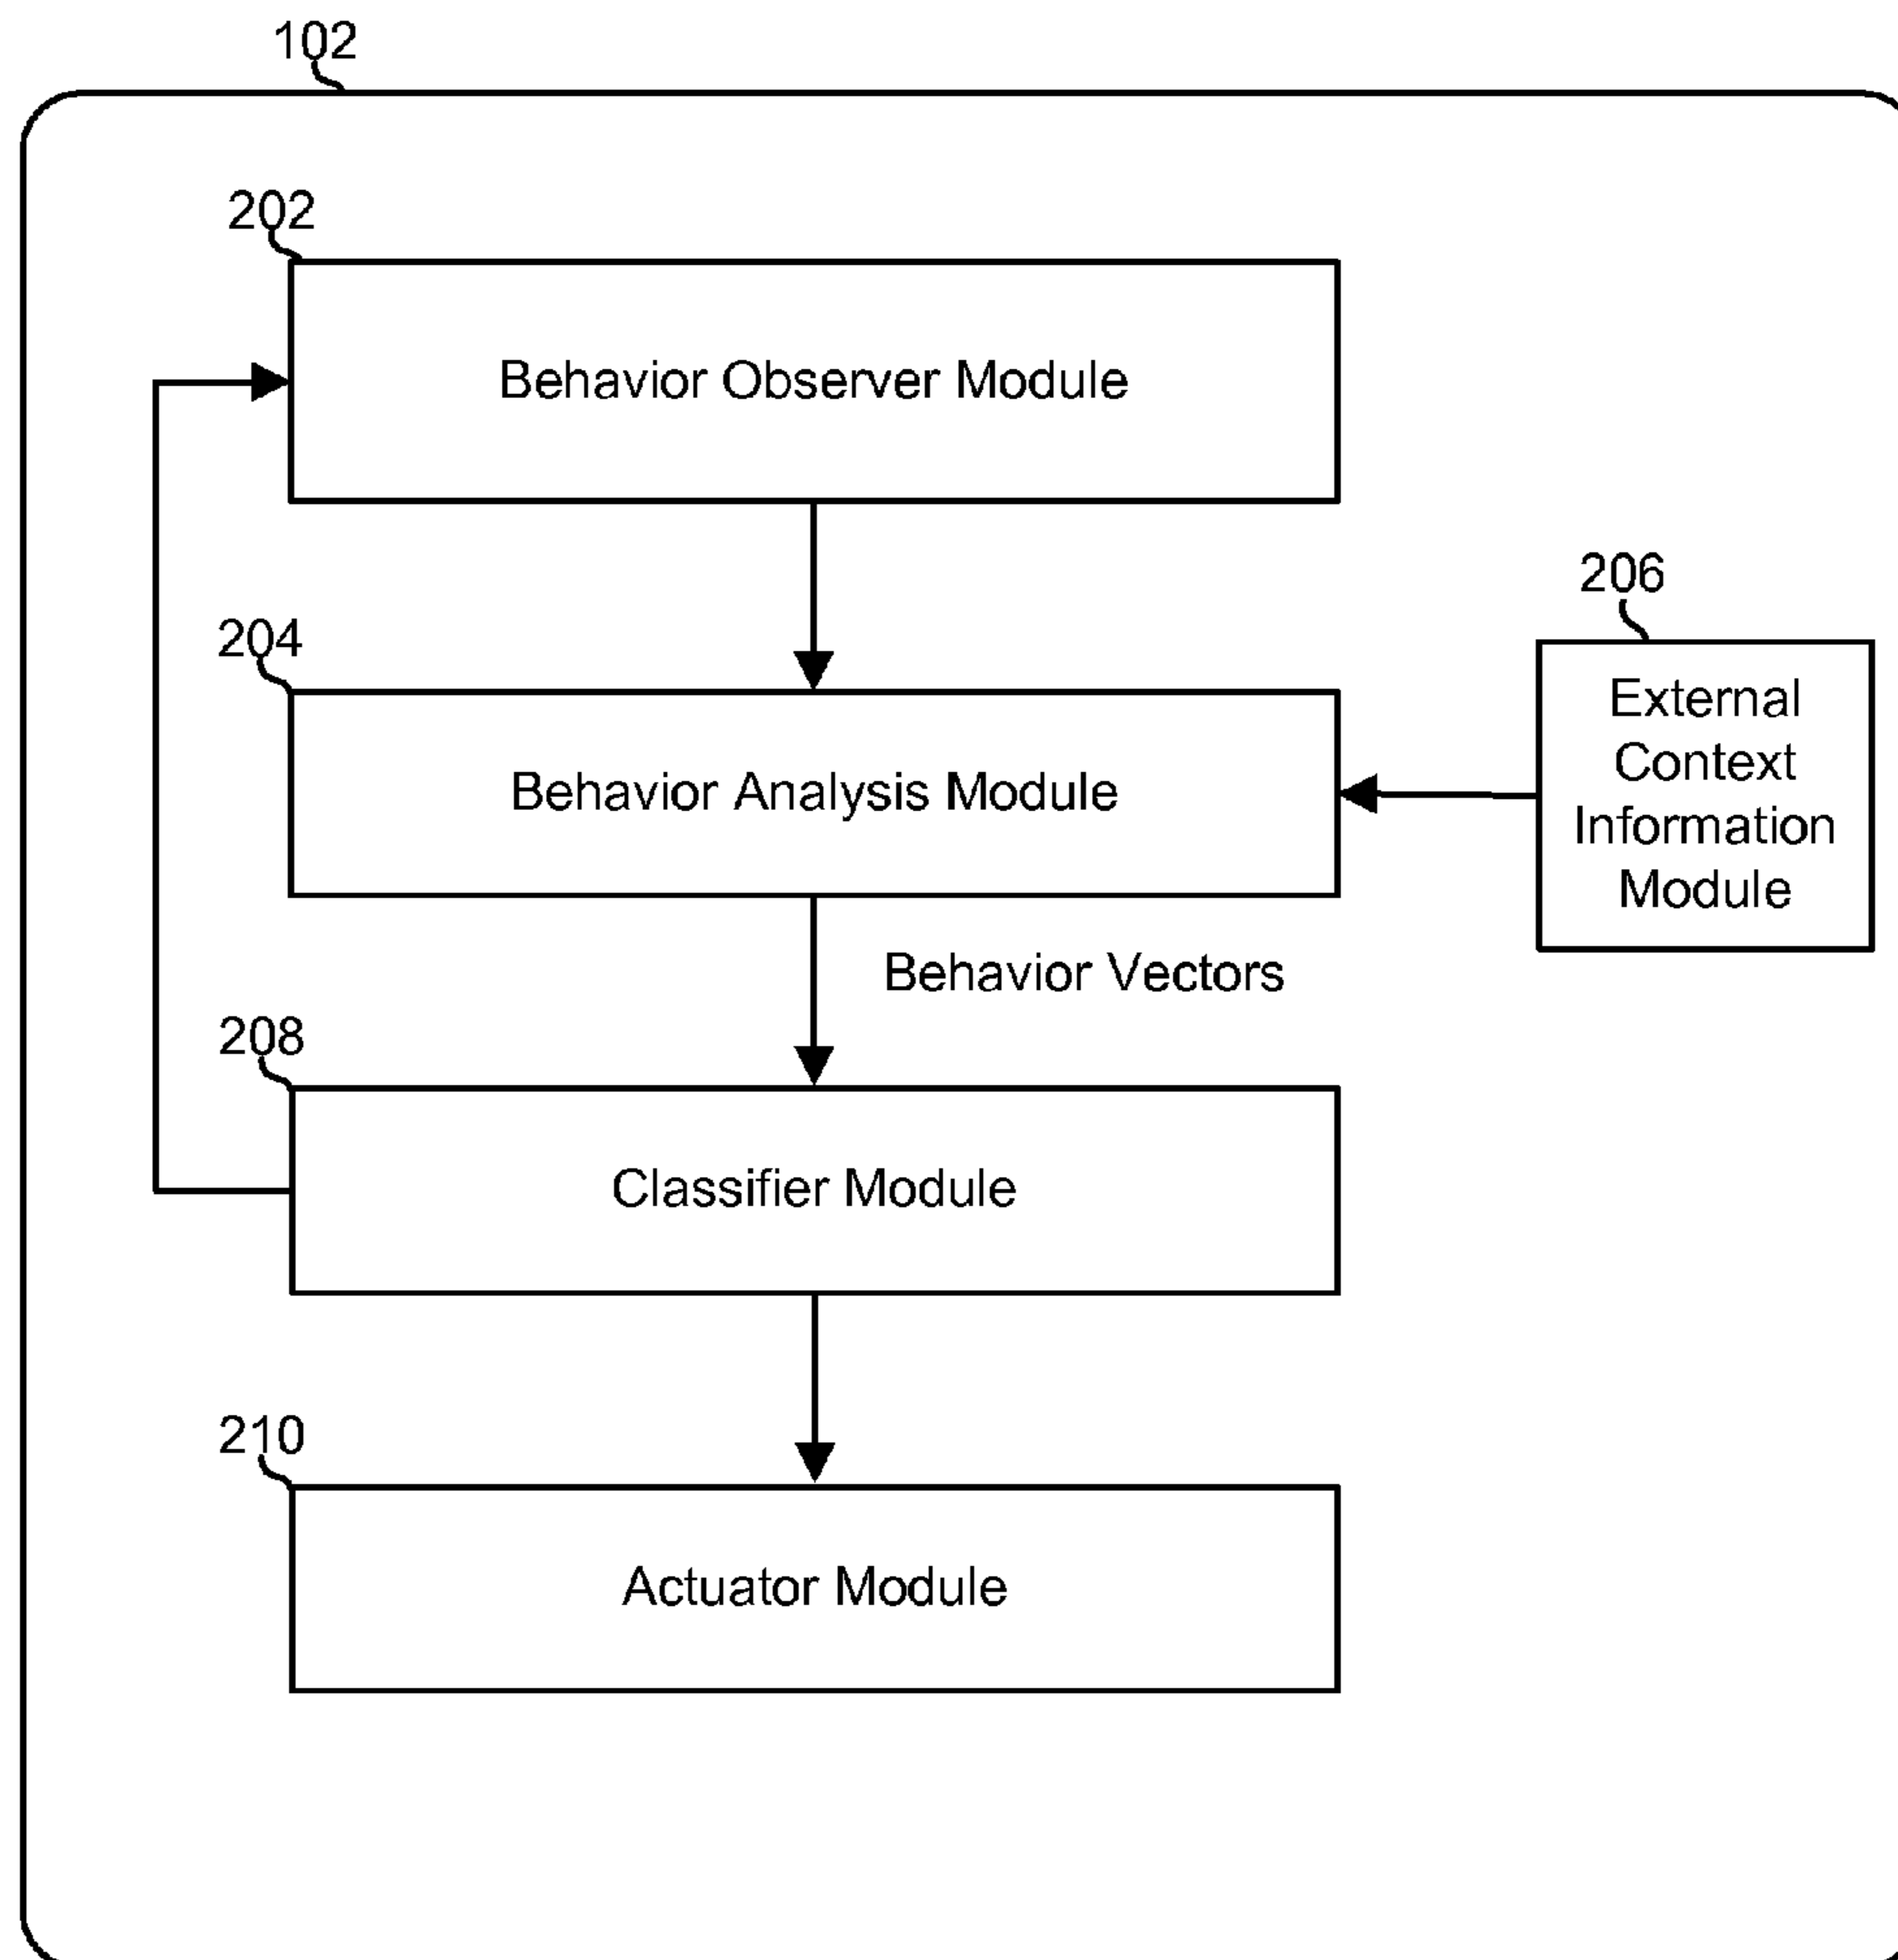 102
202
Behavior Observer Module
206
204
External
Context
Information
Module
Behavior Analysis Module
Behavior Vectors
208
Classifier Module
210
Actuator Module